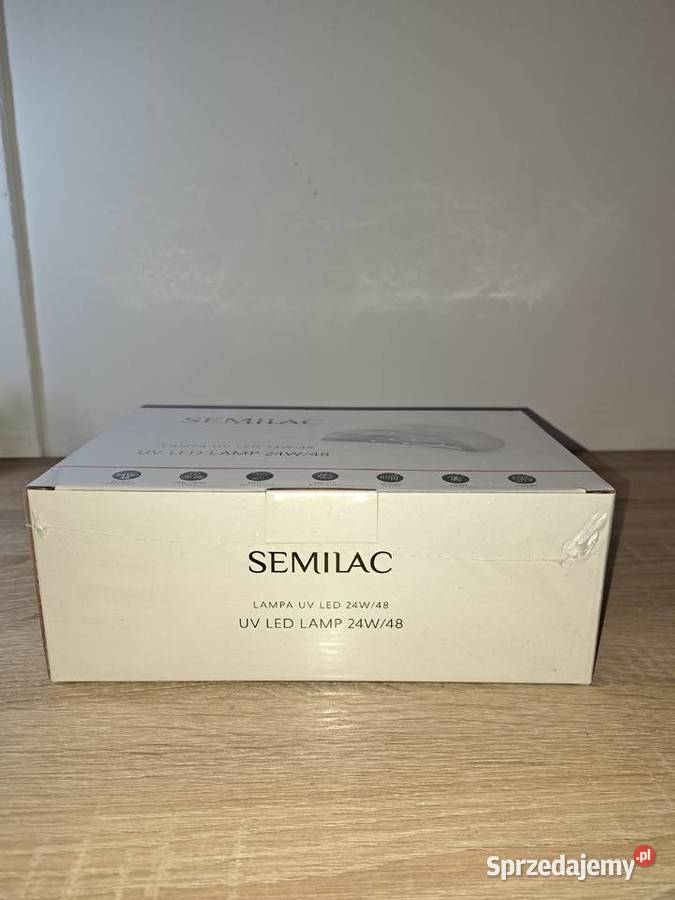 SEMILAC
LAMPA UV LED 24W/48
UV LED LAMP 24W/48
SEMILAC
LAMPA UV LED 24W/48
UV LED LAMP 24W/48
Sprzedajemy.pl